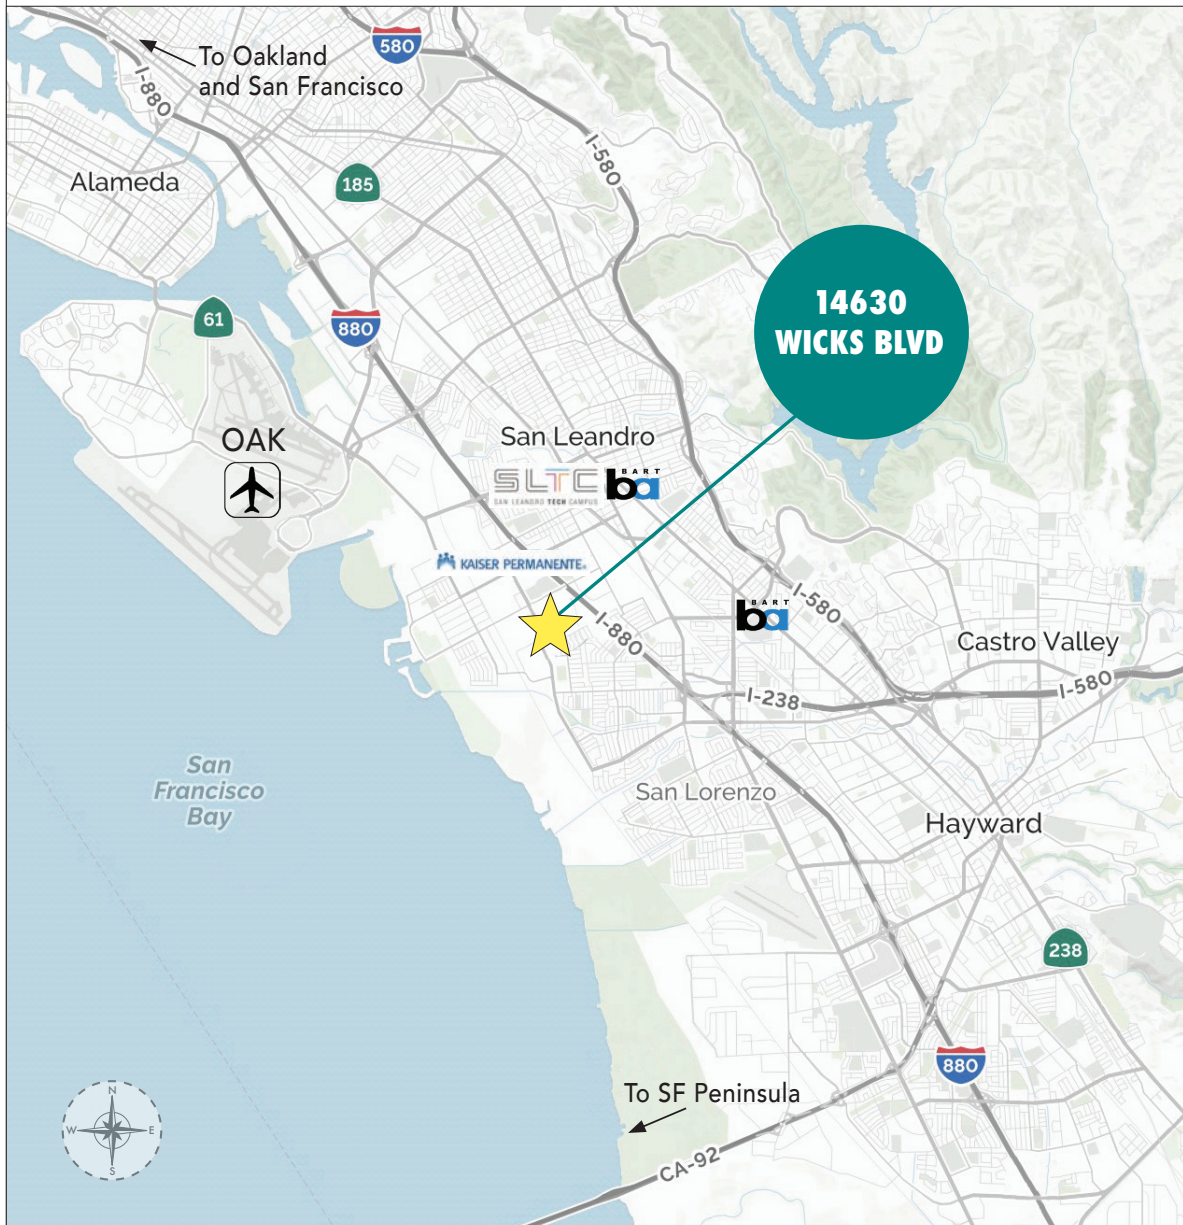 580
To Oakland
and San Francisco
I-880
I-580
Alameda
185
61
880
14630
WICKS BLVD
OAK
San Leandro
SLTC
SAN LEANDRO TECH CAMPUS
BART
ba
KAISER PERMANENTE.
BART
ba
I-580
I-880
Castro Valley
I-580
I-238
San
Francisco
Bay
San Lorenzo
Hayward
238
880
To SF Peninsula
CA-92
N
W
E
S